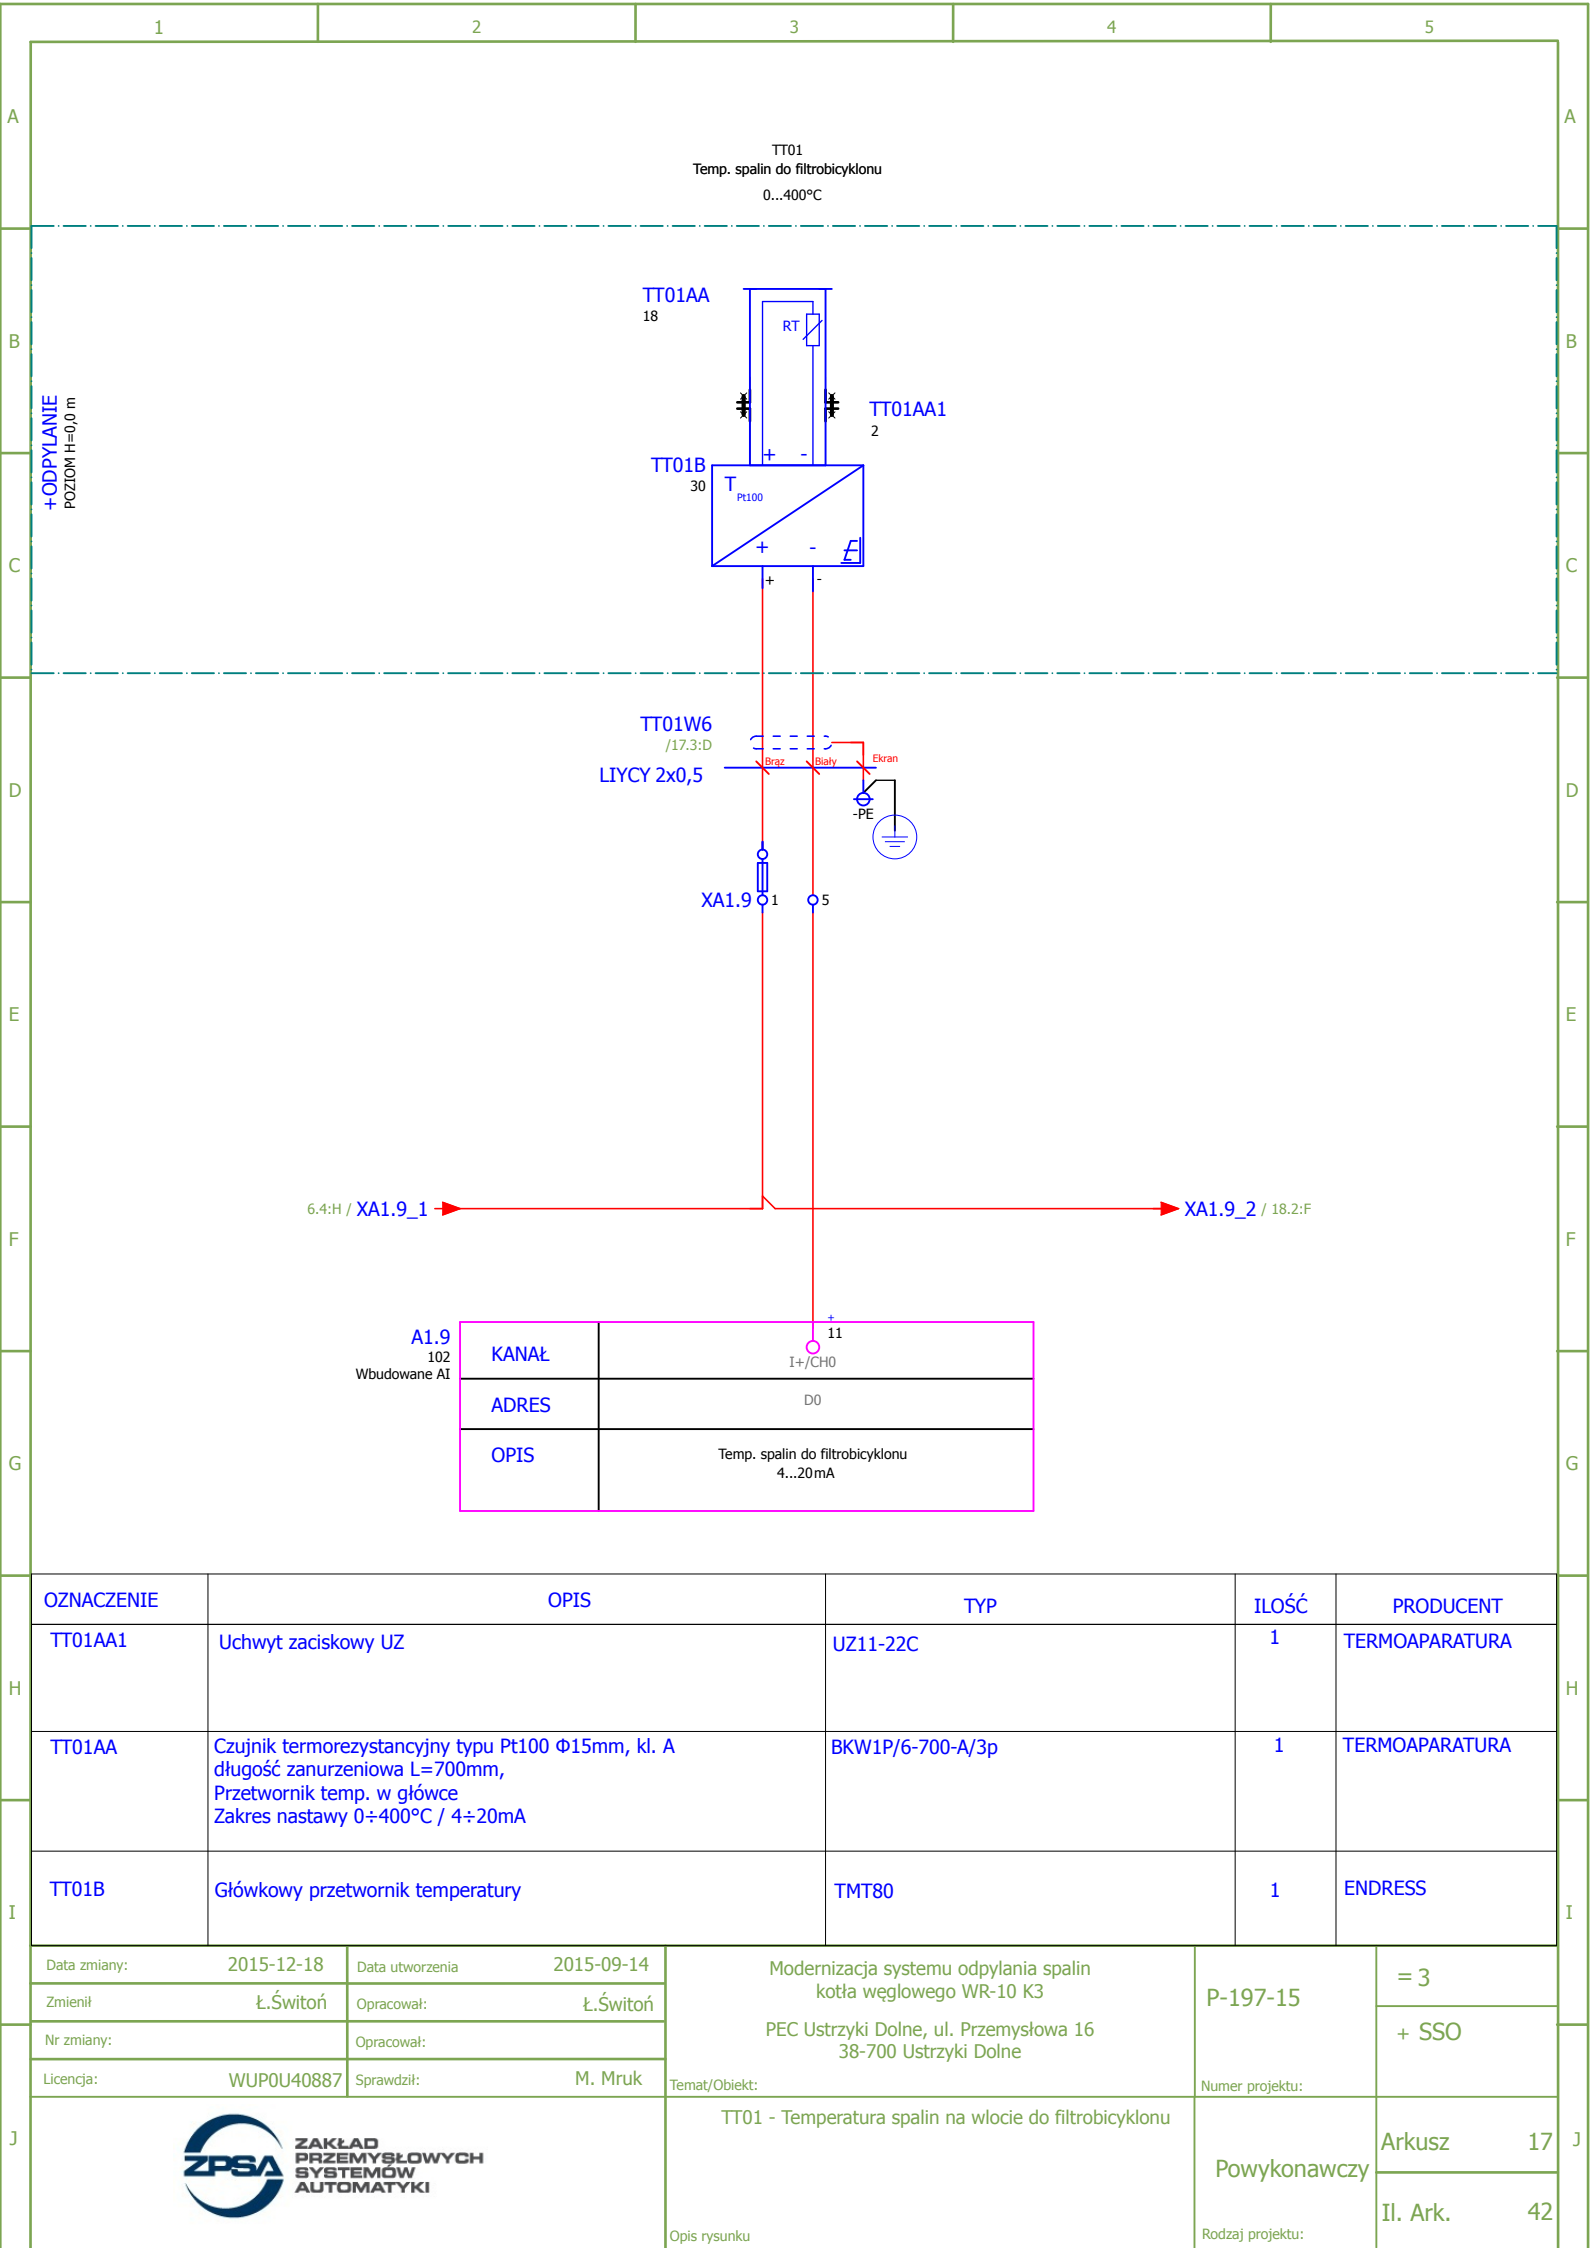 1 2 3 4 5
A A
TT01
Temp. spalin do filtrobicyklonu
0...400°C
B B
+ODPYLANIE
POZIOM H=0,0 m
TT01AA
18
RT
TT01AA1
2
+ -
TT01B
30
T Pt100
+ - E
+ -
C C
TT01W6
/17.3:D
LIYCY 2x0,5
Brąz Biały Ekran
-PE
D D
XA1.9 1 5
E E
6.4:H / XA1.9_1 XA1.9_2 / 18.2:F
F F
A1.9
102
Wbudowane AI
+
11
KANAŁ I+/CH0
ADRES D0
OPIS Temp. spalin do filtrobicyklonu
4...20mA
G G
OZNACZENIE OPIS TYP ILOŚĆ PRODUCENT
TT01AA1 Uchwyt zaciskowy UZ UZ11-22C 1 TERMOAPARATURA
H H
TT01AA Czujnik termorezystancyjny typu Pt100 Φ15mm, kl. A BKW1P/6-700-A/3p 1 TERMOAPARATURA
długość zanurzeniowa L=700mm,
Przetwornik temp. w główce
Zakres nastawy 0÷400°C / 4÷20mA
TT01B Główkowy przetwornik temperatury TMT80 1 ENDRESS
I I
Data zmiany: 2015-12-18 Data utworzenia 2015-09-14
Zmienił Ł.Świtoń Opracował: Ł.Świtoń
Nr zmiany: Opracował:
Licencja: WUP0U40887 Sprawdził: M. Mruk
Modernizacja systemu odpylania spalin
kotła węglowego WR-10 K3
PEC Ustrzyki Dolne, ul. Przemysłowa 16
38-700 Ustrzyki Dolne
Temat/Obiekt:
P-197-15
Numer projektu:
= 3
+ SSO
J J
ZPSA
ZAKŁAD
PRZEMYSŁOWYCH
SYSTEMÓW
AUTOMATYKI
TT01 - Temperatura spalin na wlocie do filtrobicyklonu
Opis rysunku
Powykonawczy
Rodzaj projektu:
Arkusz 17
Il. Ark. 42